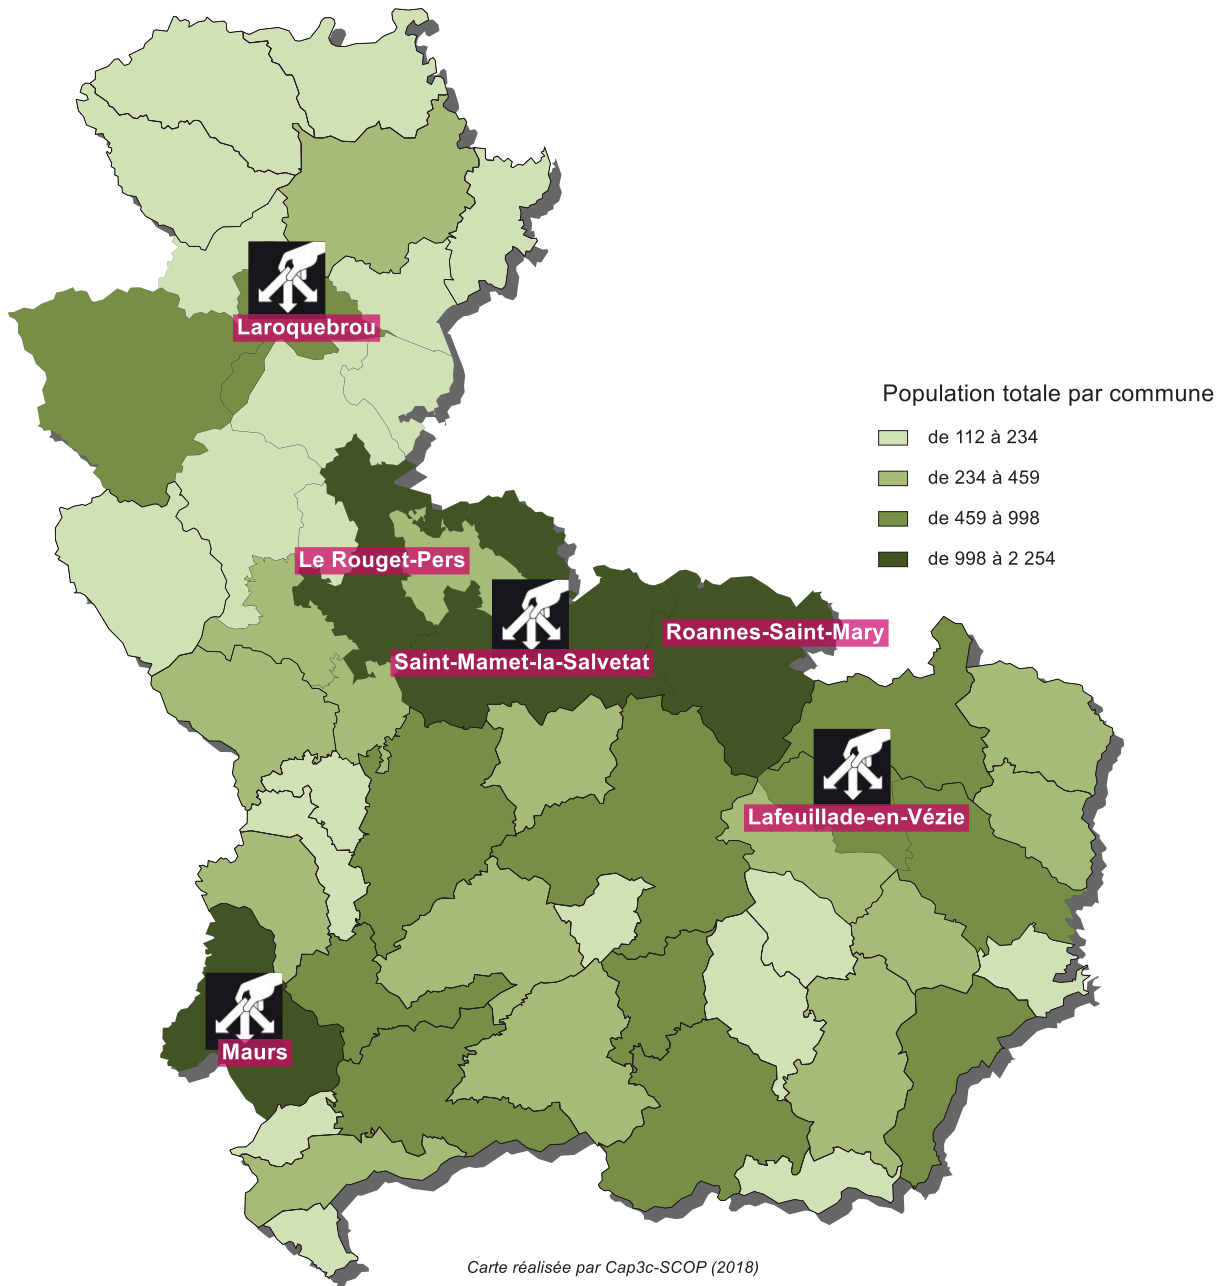 Laroquebrou
Population totale par commune
de 112 à 234
de 234 à 459
de 459 à 998
de 998 à 2 254
Le Rouget-Pers
Roannes-Saint-Mary
Saint-Mamet-la-Salvetat
Lafeuillade-en-Vézie
Maurs
Carte réalisée par Cap3c-SCOP (2018)